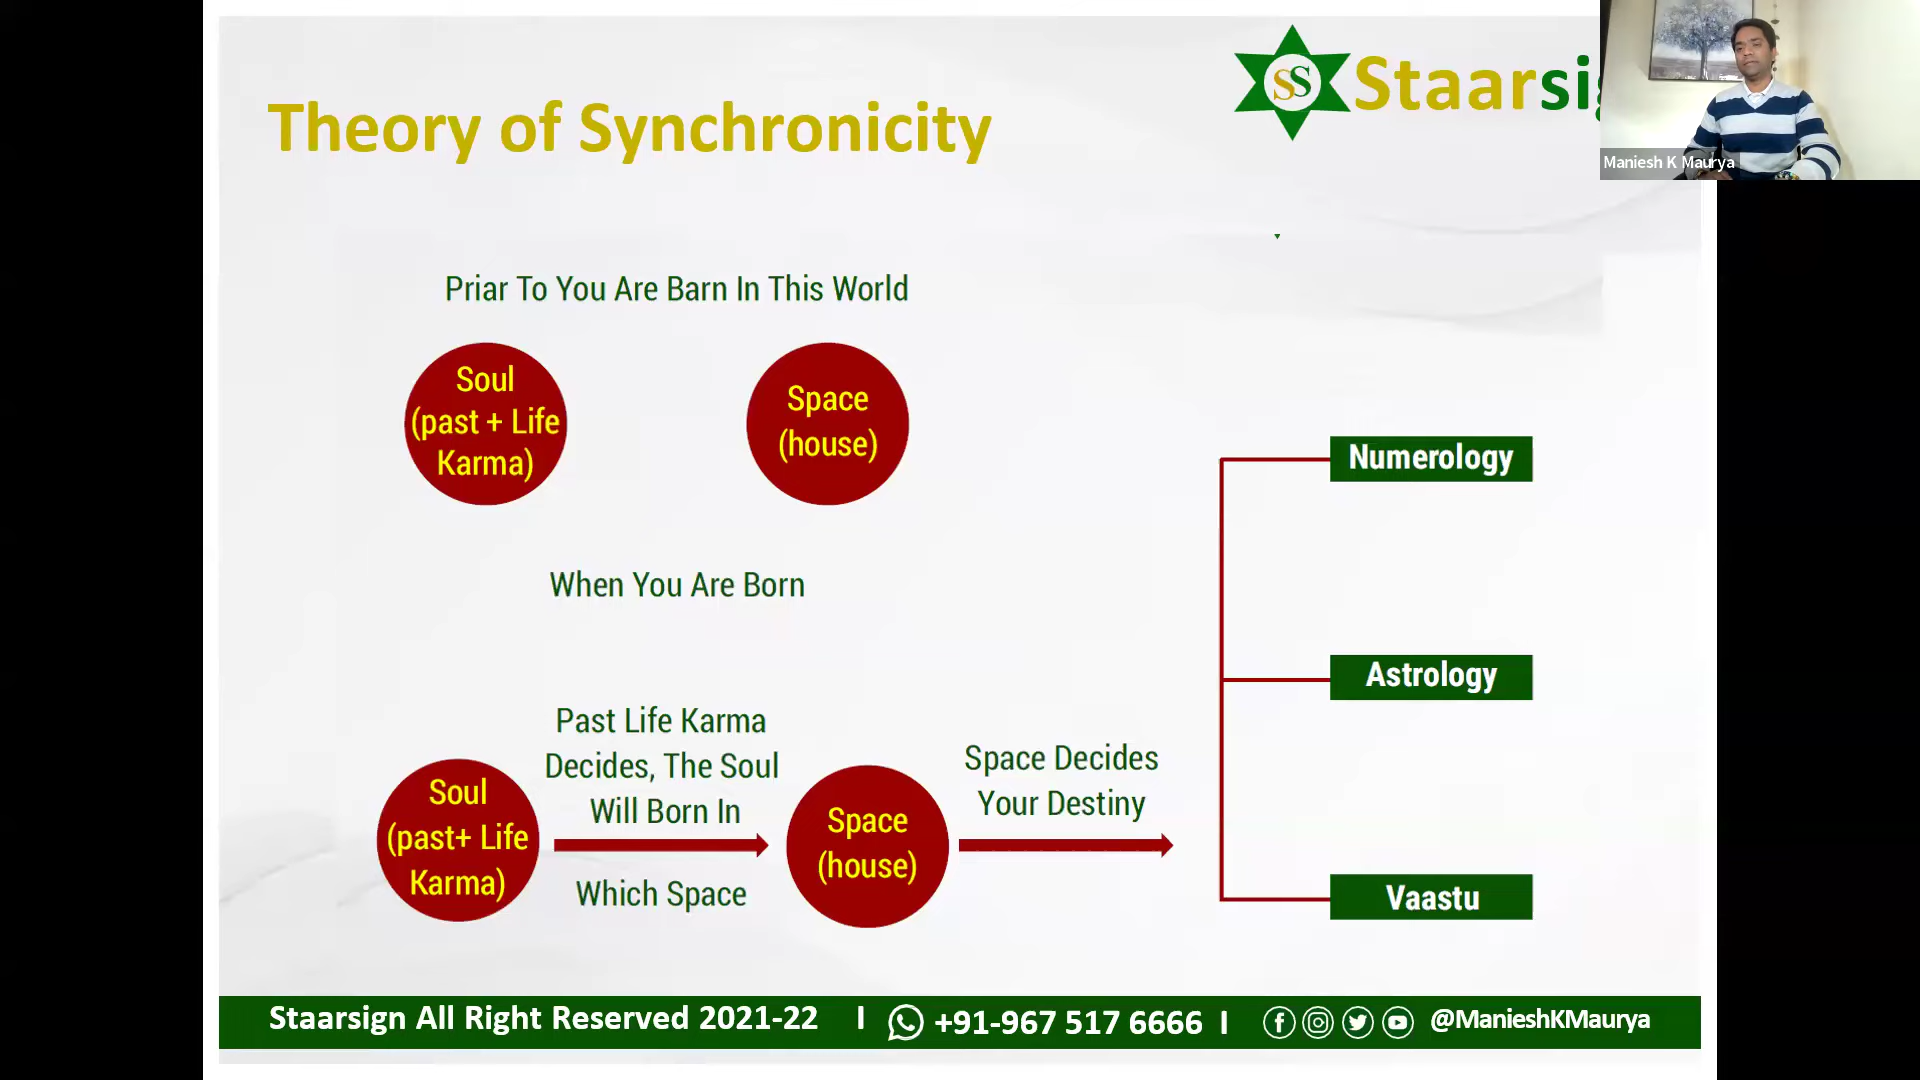 SS
Staarsig
Maniesh K Maurya
Theory of Synchronicity
Priar To You Are Barn In This World
Soul
(past + Life
Karma)
Space
(house)
When You Are Born
Soul
(past+ Life
Karma)
Past Life Karma
Decides, The Soul
Will Born In
Which Space
Space
(house)
Space Decides
Your Destiny
Numerology
Astrology
Vaastu
Staarsign All Right Reserved 2021-22 I +91-967 517 6666 I @ManieshKMaurya